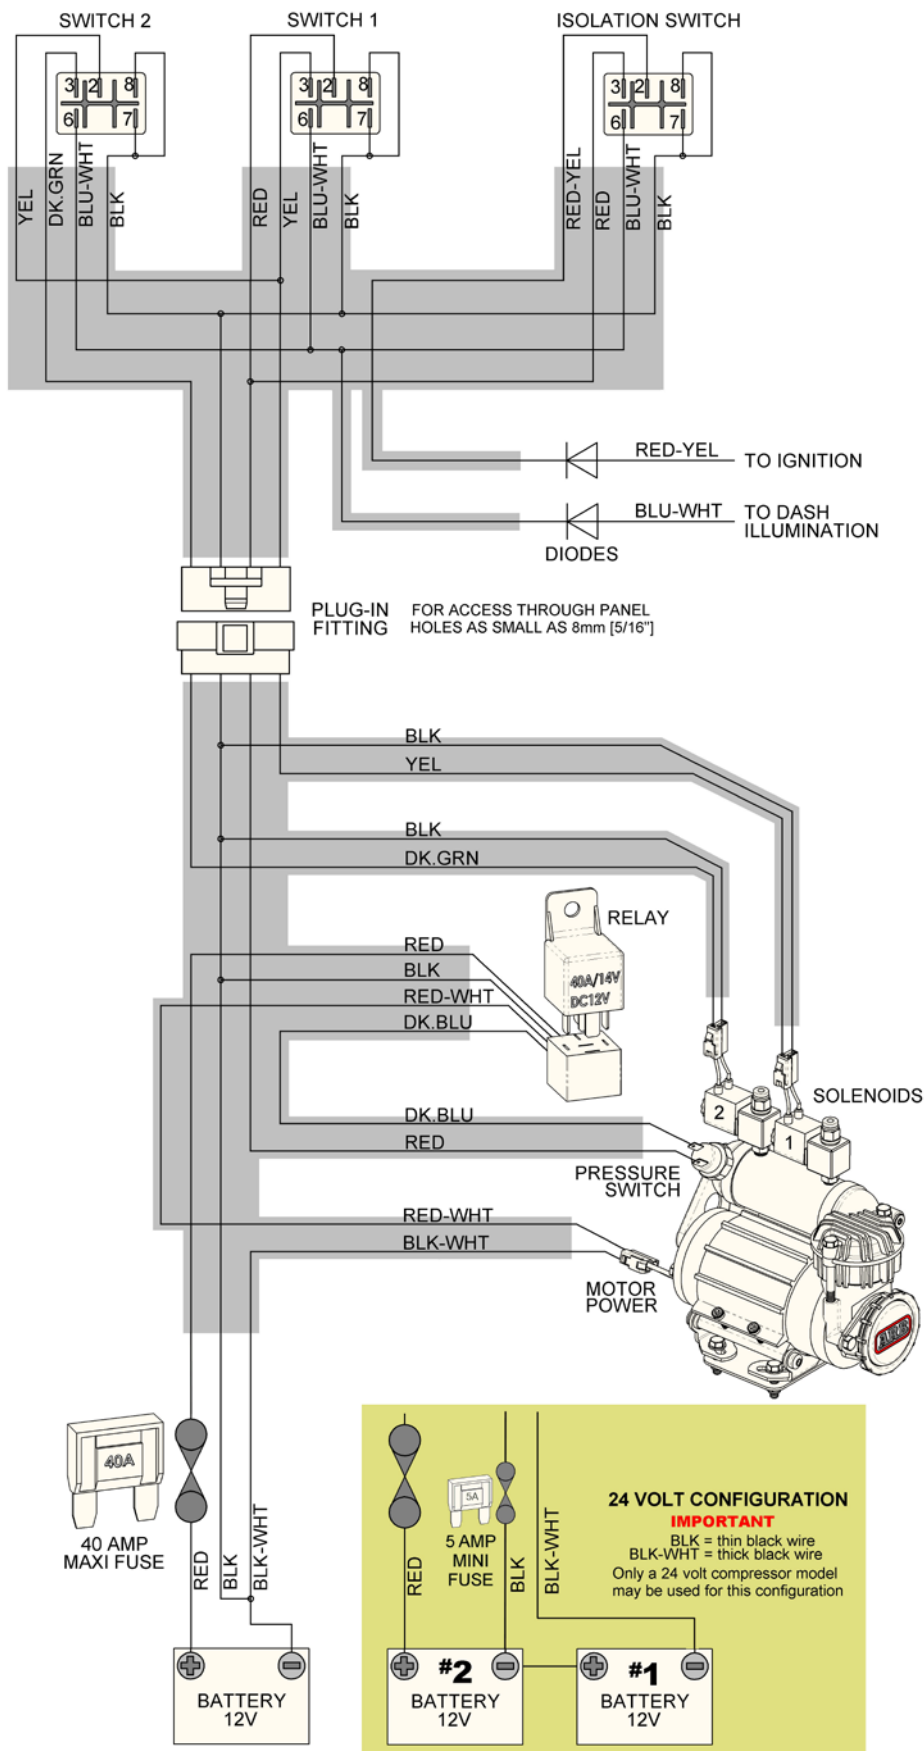 SWITCH 2
SWITCH 1
ISOLATION SWITCH
3 2 8
6 7
3 2 8
6 7
3 2 8
6 7
YEL
DK.GRN
BLU-WHT
BLK
RED
YEL
BLU-WHT
BLK
RED-YEL
RED
BLU-WHT
BLK
RED-YEL
TO IGNITION
BLU-WHT
TO DASH
ILLUMINATION
DIODES
PLUG-IN
FITTING
FOR ACCESS THROUGH PANEL
HOLES AS SMALL AS 8mm [5/16"]
BLK
YEL
BLK
DK.GRN
RELAY
40A/14V
DC12V
RED
BLK
RED-WHT
DK.BLU
SOLENOIDS
2
1
DK.BLU
RED
PRESSURE
SWITCH
RED-WHT
BLK-WHT
MOTOR
POWER
ARB
40A
40 AMP
MAXI FUSE
RED
BLK
BLK-WHT
BATTERY
12V
5A
5 AMP
MINI
FUSE
RED
BLK
BLK-WHT
24 VOLT CONFIGURATION
IMPORTANT
BLK = thin black wire
BLK-WHT = thick black wire
Only a 24 volt compressor model
may be used for this configuration
#2
BATTERY
12V
#1
BATTERY
12V